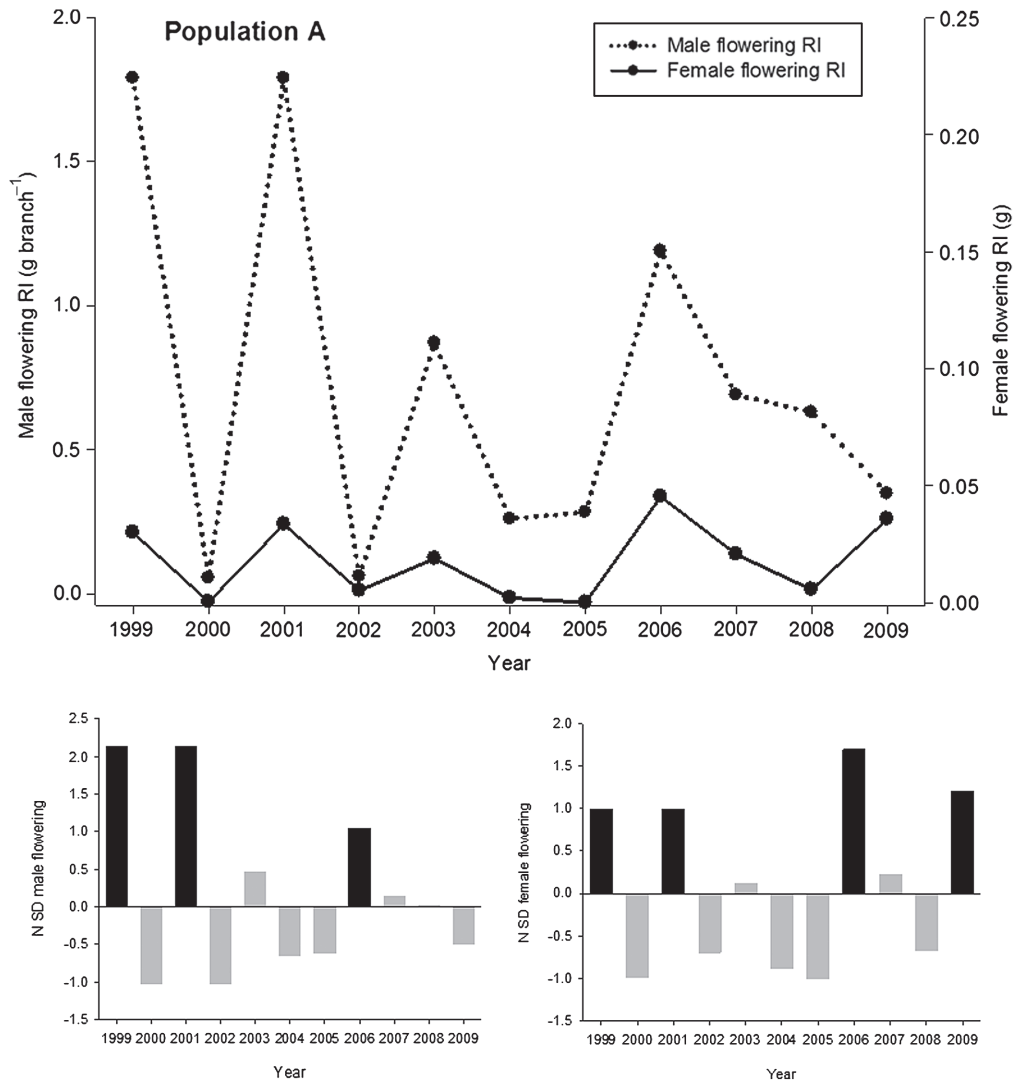 Population A
Male flowering RI
Female flowering RI
Male flowering RI (g branch⁻¹)
2.0
1.5
1.0
0.5
0.0
Female flowering RI (g)
0.25
0.20
0.15
0.10
0.05
0.00
1999 2000 2001 2002 2003 2004 2005 2006 2007 2008 2009
Year
N SD male flowering
2.5
2.0
1.5
1.0
0.5
0.0
-0.5
-1.0
-1.5
1999 2000 2001 2002 2003 2004 2005 2006 2007 2008 2009
Year
N SD female flowering
2.0
1.5
1.0
0.5
0.0
-0.5
-1.0
-1.5
1999 2000 2001 2002 2003 2004 2005 2006 2007 2008 2009
Year